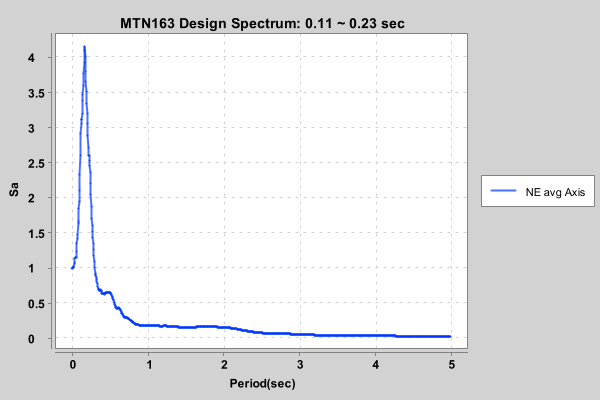 MTN163 Design Spectrum: 0.11 ~ 0.23 sec
4
3.5
3
2.5
2
1.5
1
0.5
0
Sa
0 1 2 3 4 5
Period(sec)
NE avg Axis